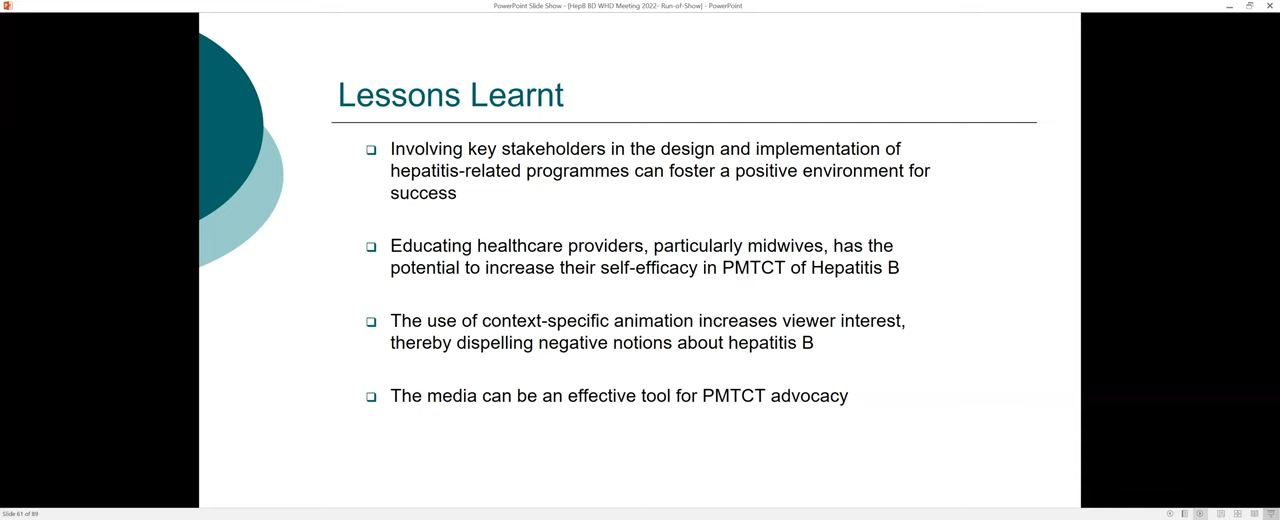 PowerPoint Slide Show - [HepB BD WHD Meeting 2022- Run-of-Show] - PowerPoint
Lessons Learnt
Involving key stakeholders in the design and implementation of
hepatitis-related programmes can foster a positive environment for
success
Educating healthcare providers, particularly midwives, has the
potential to increase their self-efficacy in PMTCT of Hepatitis B
The use of context-specific animation increases viewer interest,
thereby dispelling negative notions about hepatitis B
The media can be an effective tool for PMTCT advocacy
Slide 61 of 89